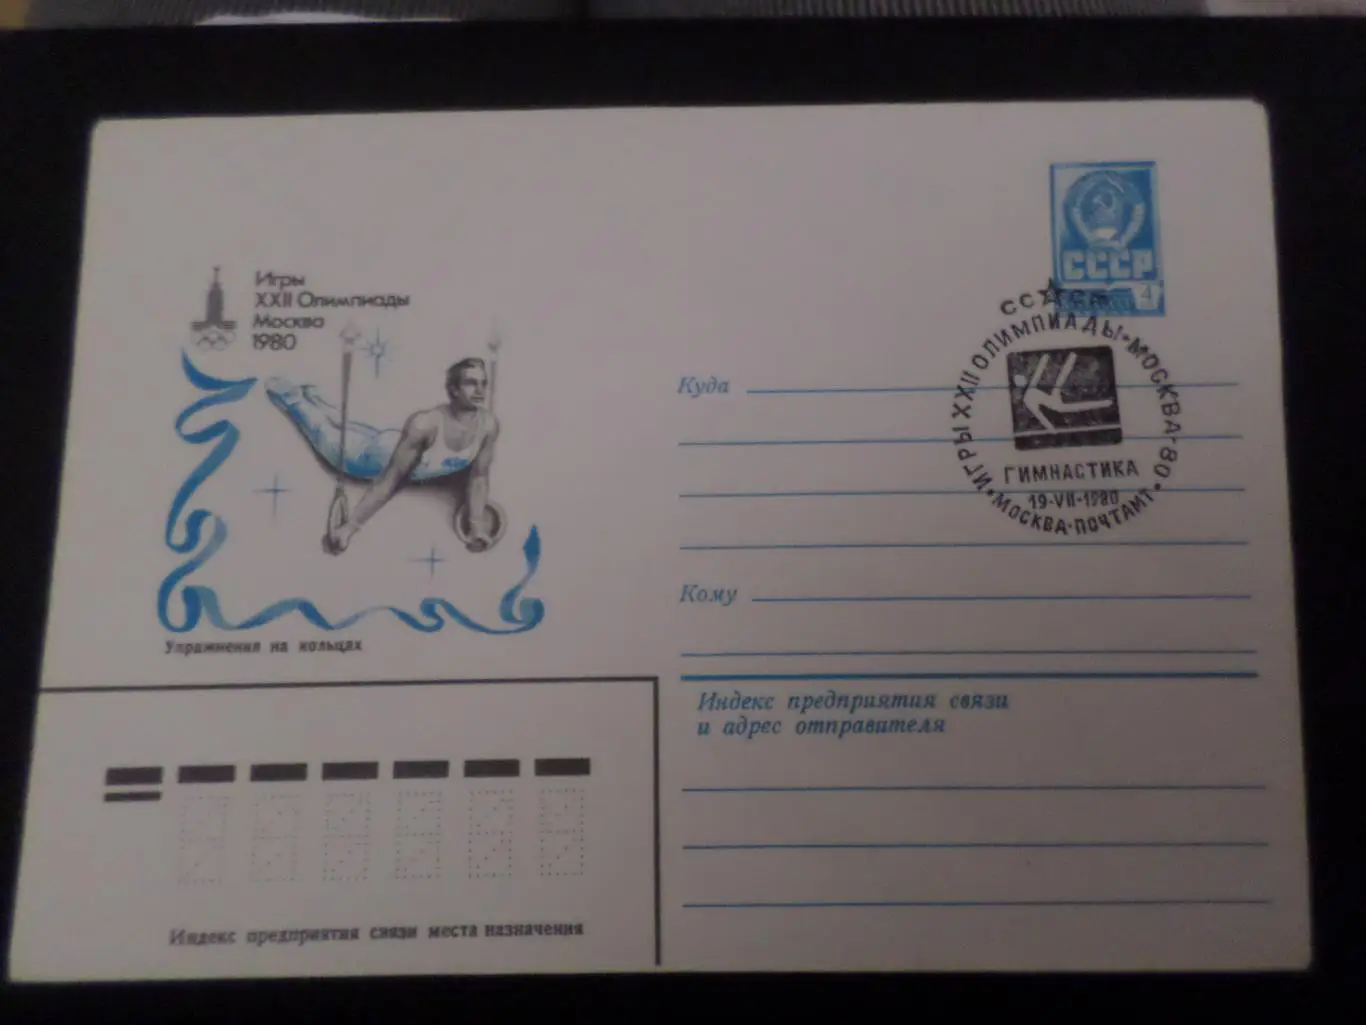 Игры
XXII Олимпиады
Москва
1980
Упражнения на кольцах
СССР
4
СССР
ИГРЫ XXII ОЛИМПИАДЫ • МОСКВА-80 •
ГИМНАСТИКА
19-VII-1980
МОСКВА-ПОЧТАМТ
Куда
Кому
Индекс предприятия связи
и адрес отправителя
Индекс предприятия связи места назначения